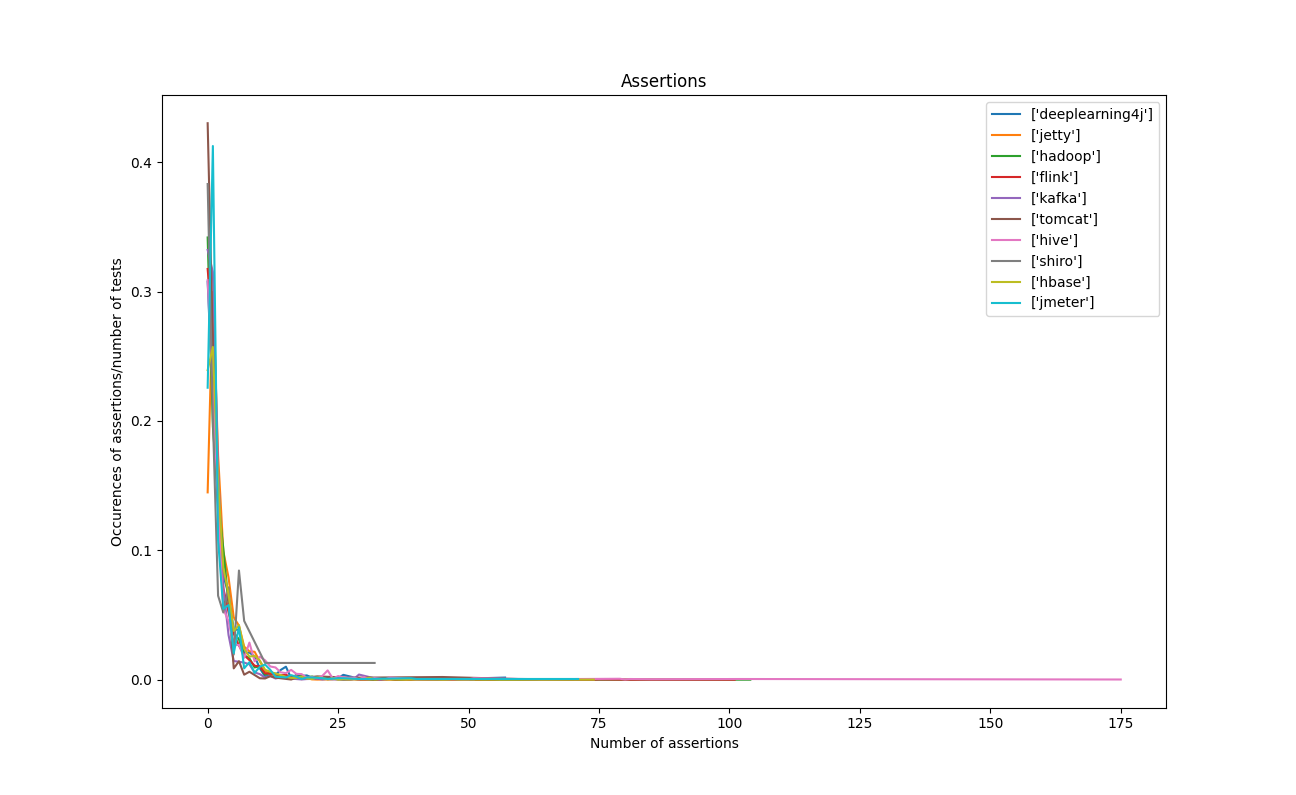 Assertions
['deeplearning4j']
['jetty']
['hadoop']
['flink']
['kafka']
['tomcat']
['hive']
['shiro']
['hbase']
['jmeter']
Occurences of assertions/number of tests
0.4
0.3
0.2
0.1
0.0
0 25 50 75 100 125 150 175
Number of assertions